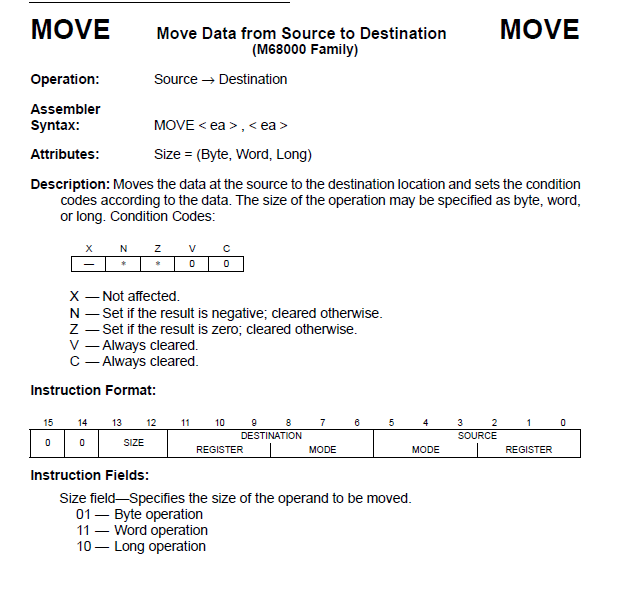 MOVE Move Data from Source to Destination MOVE
(M68000 Family)
Operation: Source → Destination
Assembler
Syntax: MOVE < ea > , < ea >
Attributes: Size = (Byte, Word, Long)
Description: Moves the data at the source to the destination location and sets the condition
codes according to the data. The size of the operation may be specified as byte, word,
or long. Condition Codes:
X N Z V C
— * * 0 0
X — Not affected.
N — Set if the result is negative; cleared otherwise.
Z — Set if the result is zero; cleared otherwise.
V — Always cleared.
C — Always cleared.
Instruction Format:
15 14 13 12 11 10 9 8 7 6 5 4 3 2 1 0
0 0 SIZE DESTINATION SOURCE
REGISTER MODE MODE REGISTER
Instruction Fields:
Size field—Specifies the size of the operand to be moved.
01 — Byte operation
11 — Word operation
10 — Long operation